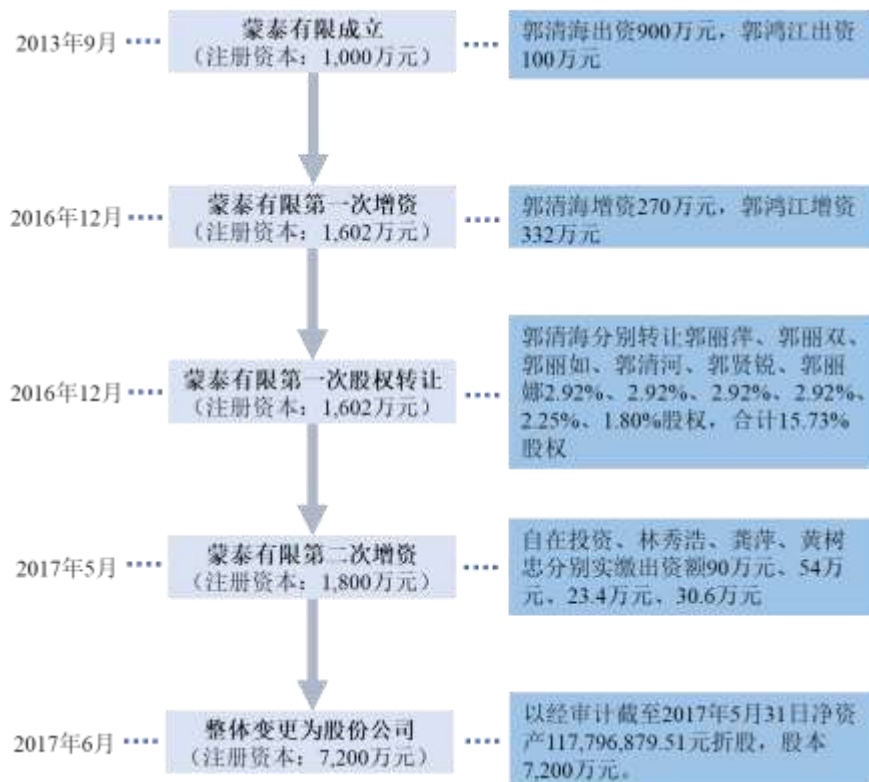 2013年9月
蒙泰有限成立
（注册资本：1,000万元）
郭清海出资900万元，郭鸿江出资
100万元
2016年12月
蒙泰有限第一次增资
（注册资本：1,602万元）
郭清海增资270万元，郭鸿江增资
332万元
2016年12月
蒙泰有限第一次股权转让
（注册资本：1,602万元）
郭清海分别转让郭丽萍、郭丽双、
郭丽如、郭清河、郭贤锐、郭丽
娜2.92%、2.92%、2.92%、2.92%、
2.25%、1.80%股权，合计15.73%
股权
2017年5月
蒙泰有限第二次增资
（注册资本：1,800万元）
自在投资、林秀浩、龚萍、黄树
忠分别实缴出资额90万元、54万
元、23.4万元、30.6万元
2017年6月
整体变更为股份公司
（注册资本：7,200万元）
以经审计截至2017年5月31日净资
产117,796,879.51元折股，股本
7,200万元。